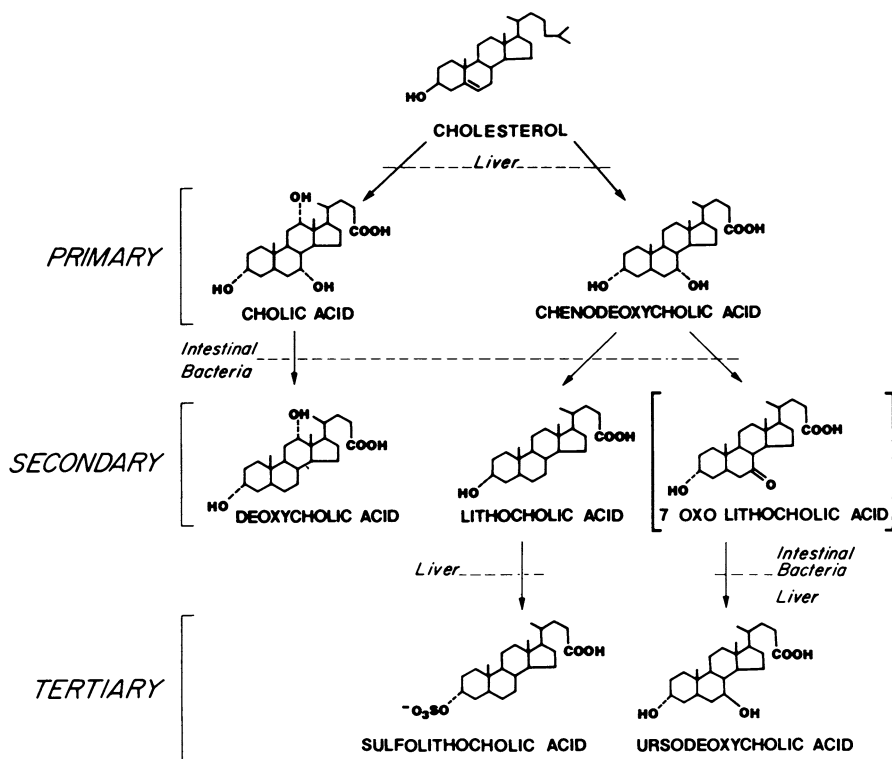 HO
CHOLESTEROL
Liver
PRIMARY
OH
COOH
HO
OH
CHOLIC ACID
COOH
HO
OH
CHENODEOXYCHOLIC ACID
Intestinal
Bacteria
SECONDARY
OH
COOH
HO
DEOXYCHOLIC ACID
COOH
HO
LITHOCHOLIC ACID
COOH
HO
O
7 OXO LITHOCHOLIC ACID
Liver
Intestinal
Bacteria
Liver
TERTIARY
COOH
⁻O₃SO
SULFOLITHOCHOLIC ACID
COOH
HO
OH
URSODEOXYCHOLIC ACID